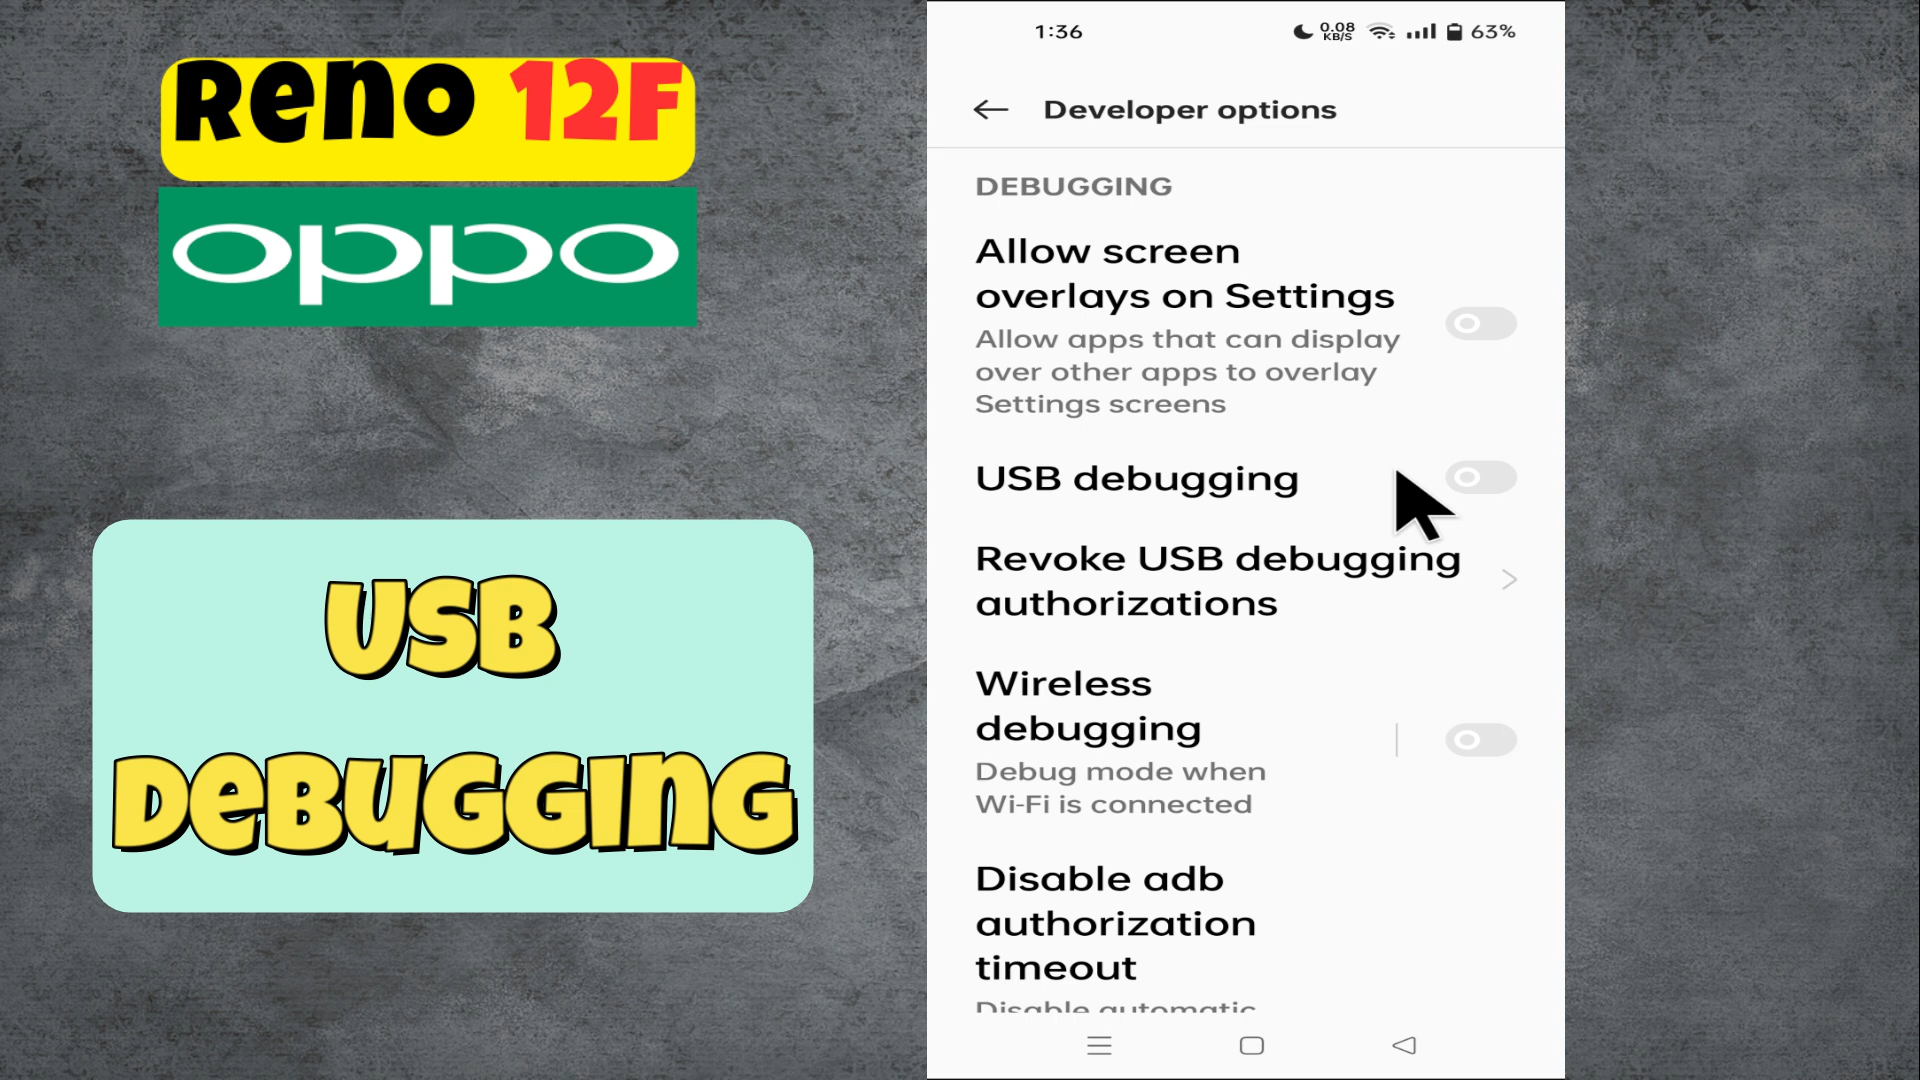 Reno 12F
oppo
USB
DEBUGGING
1:36
0.08
KB/S
63%
Developer options
DEBUGGING
Allow screen
overlays on Settings
Allow apps that can display
over other apps to overlay
Settings screens
USB debugging
Revoke USB debugging
authorizations
Wireless
debugging
Debug mode when
Wi-Fi is connected
Disable adb
authorization
timeout
Disable automatic